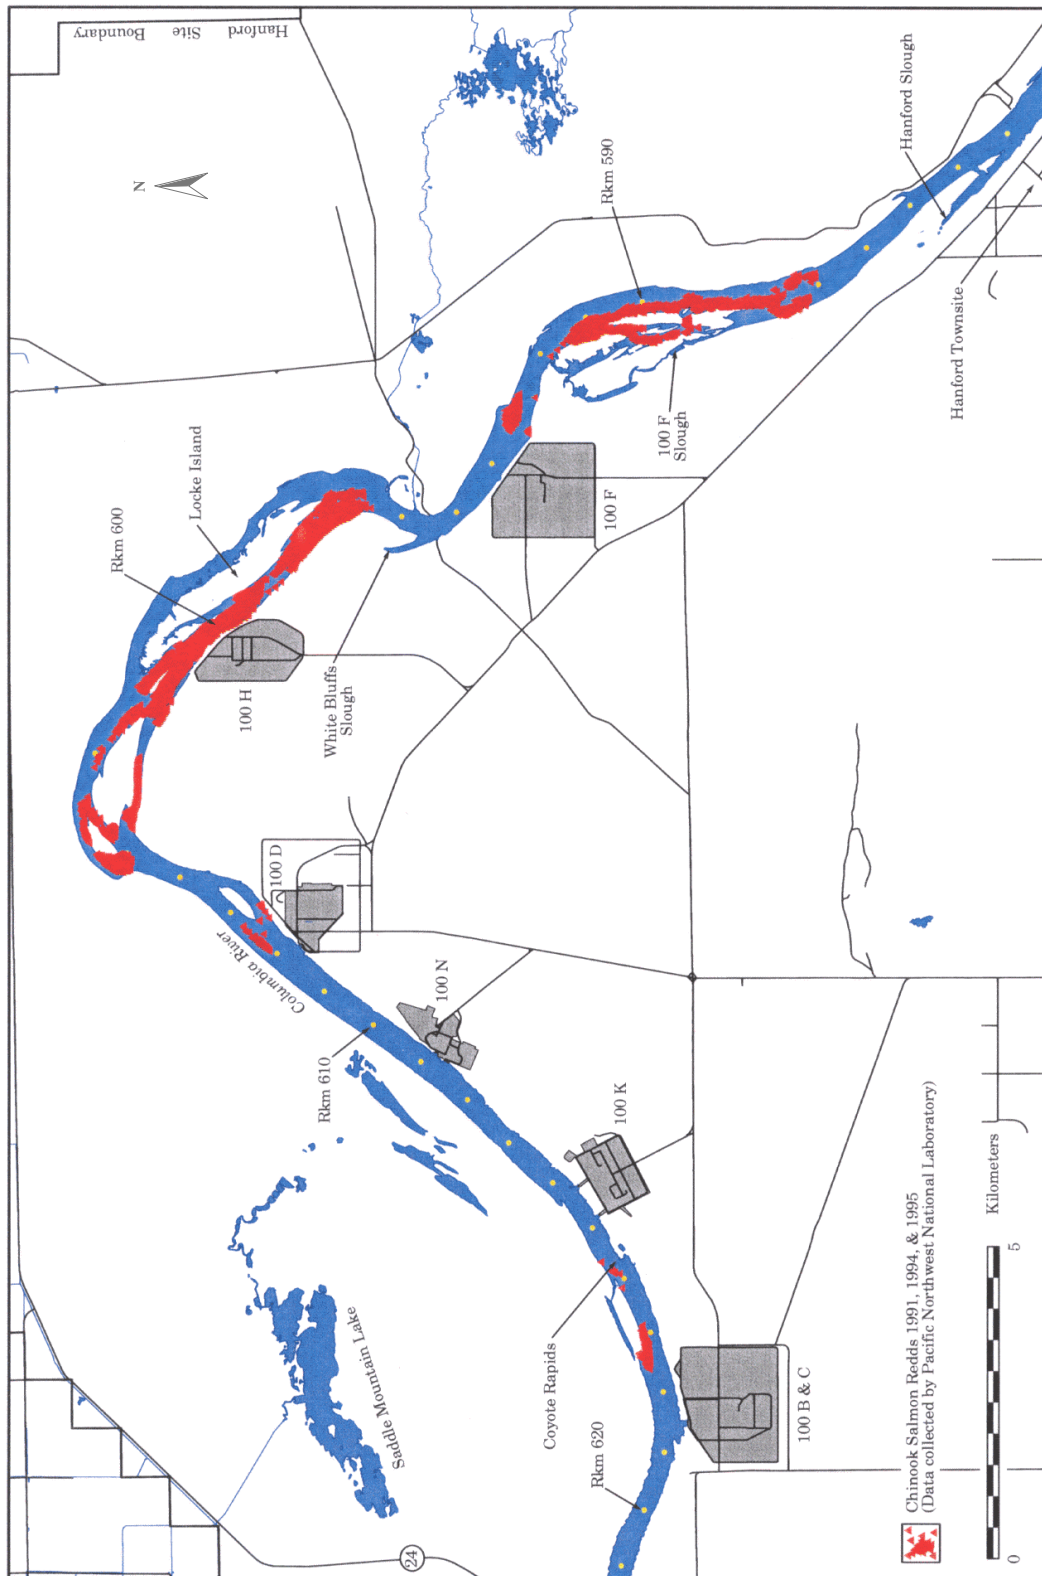 Hanford Site Boundary
N
Locke Island
Rkm 600
Rkm 590
Hanford Slough
100 H
White Bluffs
Slough
100 F
100 F
Slough
Hanford Townsite
100 D
Columbia River
100 N
Rkm 610
100 K
Saddle Mountain Lake
Coyote Rapids
Rkm 620
100 B & C
24
Chinook Salmon Redds 1991, 1994, & 1995
(Data collected by Pacific Northwest National Laboratory)
0
5
Kilometers